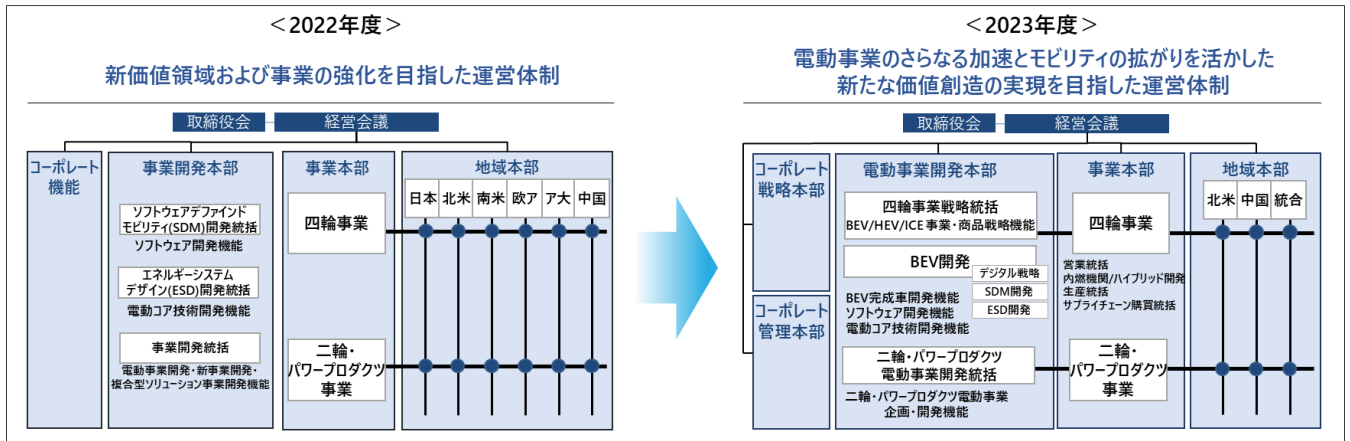 ＜2022年度＞
新価値領域および事業の強化を目指した運営体制
取締役会
経営会議
コーポレート
機能
事業開発本部
ソフトウェアデファインド
モビリティ(SDM)開発統括
ソフトウェア開発機能
エネルギーシステム
デザイン(ESD)開発統括
電動コア技術開発機能
事業開発統括
電動事業開発・新事業開発・
複合型ソリューション事業開発機能
事業本部
四輪事業
二輪・
パワープロダクツ
事業
地域本部
日本 北米 南米 欧ア ア大 中国
＜2023年度＞
電動事業のさらなる加速とモビリティの拡がりを活かした
新たな価値創造の実現を目指した運営体制
取締役会
経営会議
コーポレート
戦略本部
コーポレート
管理本部
電動事業開発本部
四輪事業戦略統括
BEV/HEV/ICE事業・商品戦略機能
BEV開発
デジタル戦略
SDM開発
ESD開発
BEV完成車開発機能
ソフトウェア開発機能
電動コア技術開発機能
二輪・パワープロダクツ
電動事業開発統括
二輪・パワープロダクツ電動事業
企画・開発機能
事業本部
四輪事業
営業統括
内燃機関/ハイブリッド開発
生産統括
サプライチェーン購買統括
二輪・
パワープロダクツ
事業
地域本部
北米 中国 統合